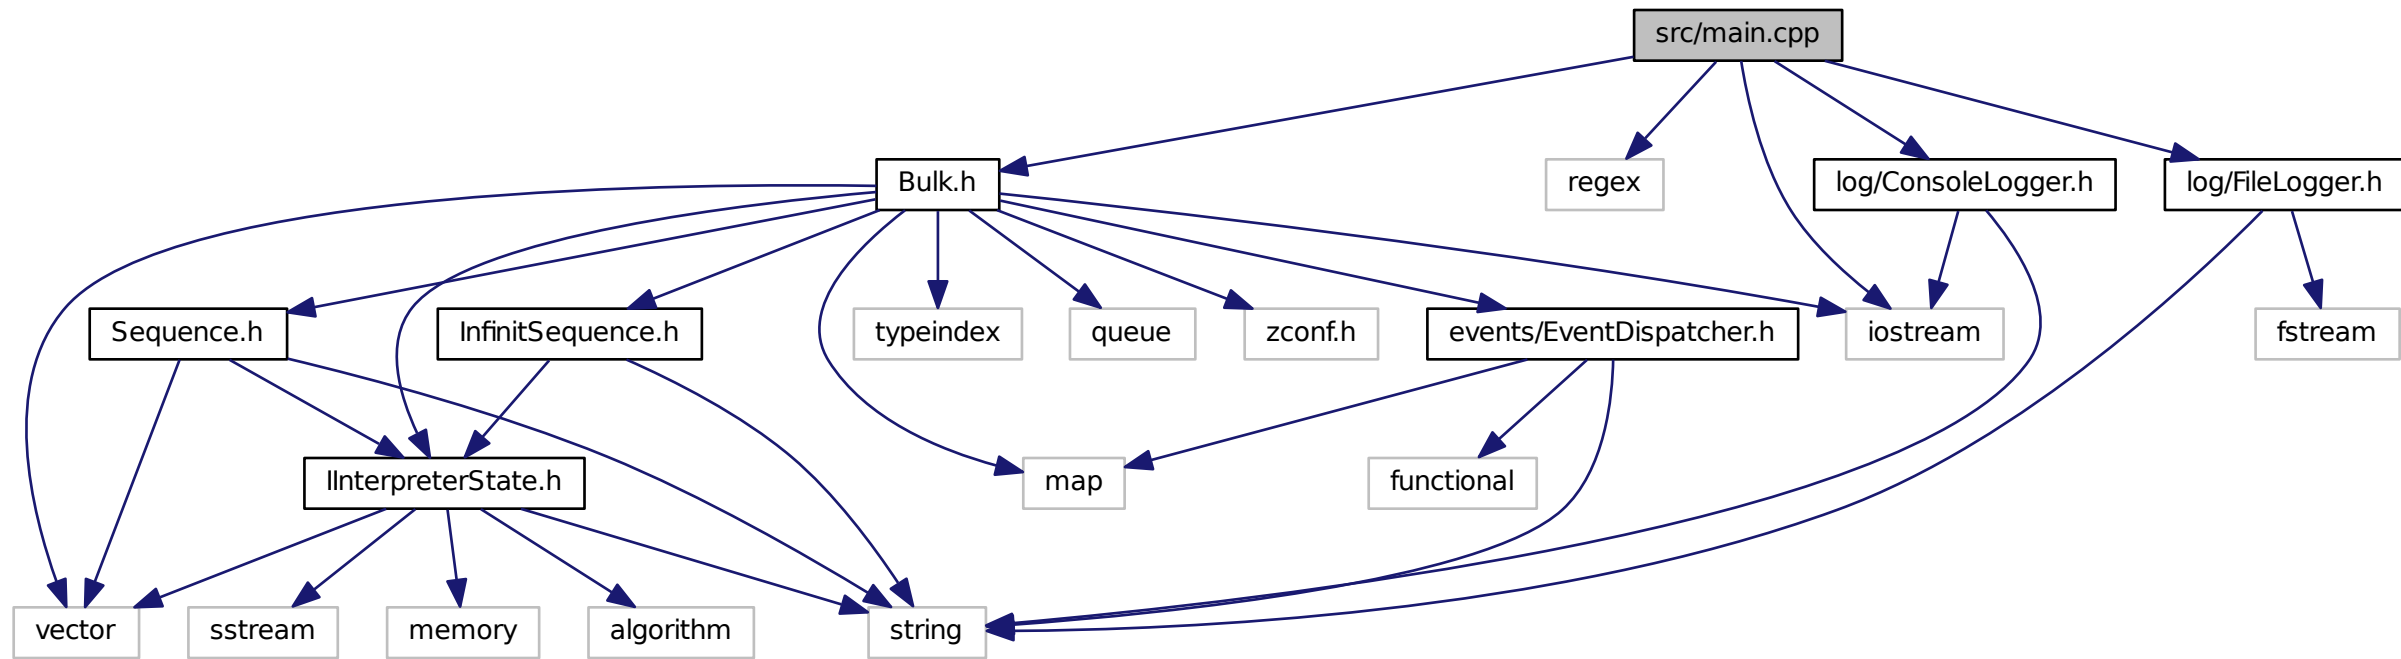 src/main.cpp
Bulk.h
regex
log/ConsoleLogger.h
log/FileLogger.h
Sequence.h
InfinitSequence.h
typeindex
queue
zconf.h
events/EventDispatcher.h
iostream
fstream
IInterpreterState.h
map
functional
vector
sstream
memory
algorithm
string